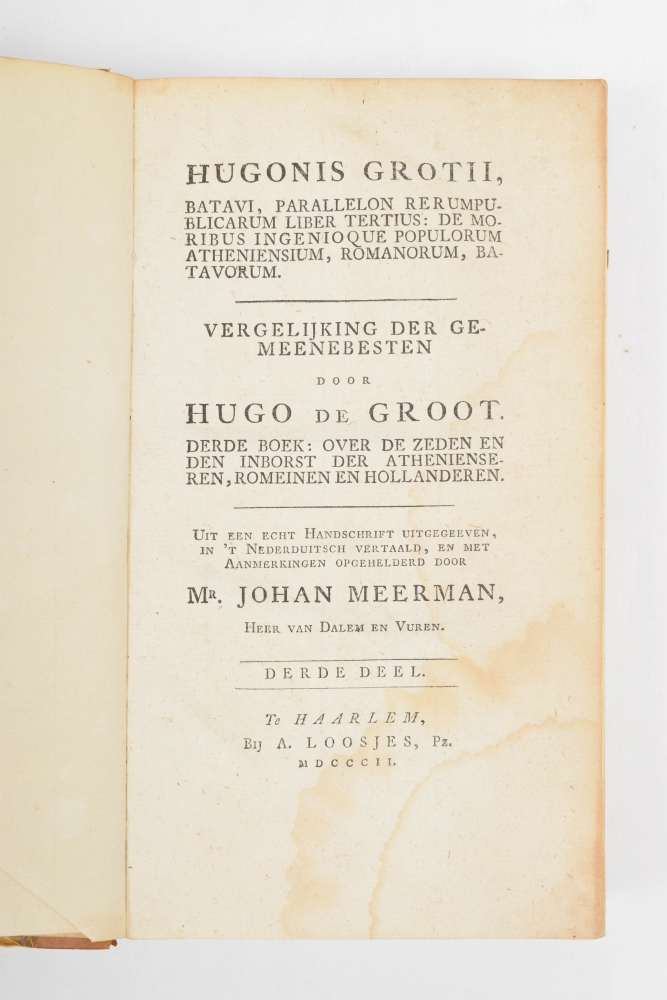 HUGONIS GROTII,
BATAVI, PARALLELON RERUMPU-
BLICARUM LIBER TERTIUS: DE MO-
RIBUS INGENIOQUE POPULORUM
ATHENIENSIUM, ROMANORUM, BA-
TAVORUM.
VERGELIJKING DER GE-
MEENEBESTEN
DOOR
HUGO DE GROOT.
DERDE BOEK: OVER DE ZEDEN EN
DEN INBORST DER ATHENIENSE-
REN, ROMEINEN EN HOLLANDEREN.
UIT EEN ECHT HANDSCHRIFT UITGEGEEVEN,
IN 'T NEDERDUITSCH VERTAALD, EN MET
AANMERKINGEN OPGEHELDERD DOOR
MR. JOHAN MEERMAN,
HEER VAN DALEM EN VUREN.
DERDE DEEL.
Te HAARLEM,
BIJ A. LOOSJES, PZ.
MDCCCII.